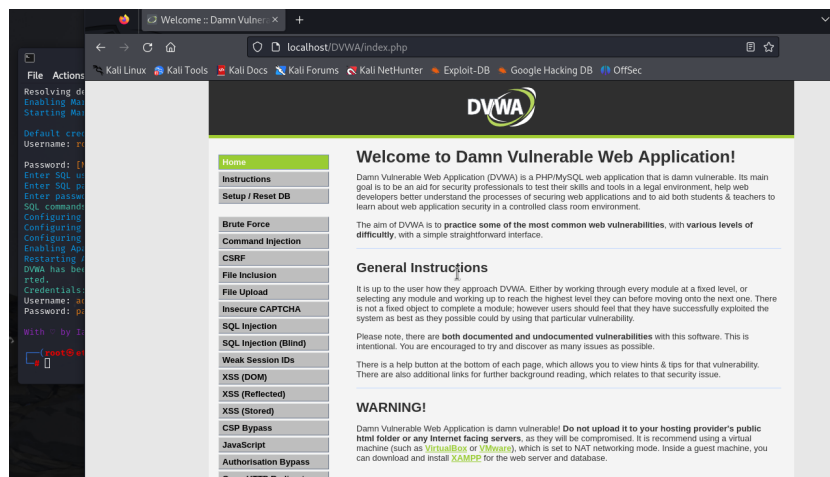 Welcome :: Damn Vulner
localhost/DVWA/index.php
Kali Linux Kali Tools Kali Docs Kali Forums Kali NetHunter Exploit-DB Google Hacking DB OffSec
File Actions
Resolving
Enabling
Starting
Default
Username:
Password:
Enter SQL
Enter SQL
Enter
SQL
Configuring
Configuring
Configuring
Enabling
Restarting
DVWA has
rted.
Credentials:
Username:
Password:
With ♡ by
DVWA
Home
Instructions
Setup / Reset DB
Brute Force
Command Injection
CSRF
File Inclusion
File Upload
Insecure CAPTCHA
SQL Injection
SQL Injection (Blind)
Weak Session IDs
XSS (DOM)
XSS (Reflected)
XSS (Stored)
CSP Bypass
JavaScript
Authorisation Bypass
Welcome to Damn Vulnerable Web Application!
Damn Vulnerable Web Application (DVWA) is a PHP/MySQL web application that is damn vulnerable. Its main
goal is to be an aid for security professionals to test their skills and tools in a legal environment, help web
developers better understand the processes of securing web applications and to aid both students & teachers to
learn about web application security in a controlled class room environment.
The aim of DVWA is to practice some of the most common web vulnerabilities, with various levels of
difficultly, with a simple straightforward interface.
General Instructions
It is up to the user how they approach DVWA. Either by working through every module at a fixed level, or
selecting any module and working up to reach the highest level they can before moving onto the next one. There
is not a fixed object to complete a module; however users should feel that they have successfully exploited the
system as best as they possible could by using that particular vulnerability.
Please note, there are both documented and undocumented vulnerabilities with this software. This is
intentional. You are encouraged to try and discover as many issues as possible.
There is a help button at the bottom of each page, which allows you to view hints & tips for that vulnerability.
There are also additional links for further background reading, which relates to that security issue.
WARNING!
Damn Vulnerable Web Application is damn vulnerable! Do not upload it to your hosting provider's public
html folder or any Internet facing servers, as they will be compromised. It is recommend using a virtual
machine (such as VirtualBox or VMware), which is set to NAT networking mode. Inside a guest machine, you
can download and install XAMPP for the web server and database.